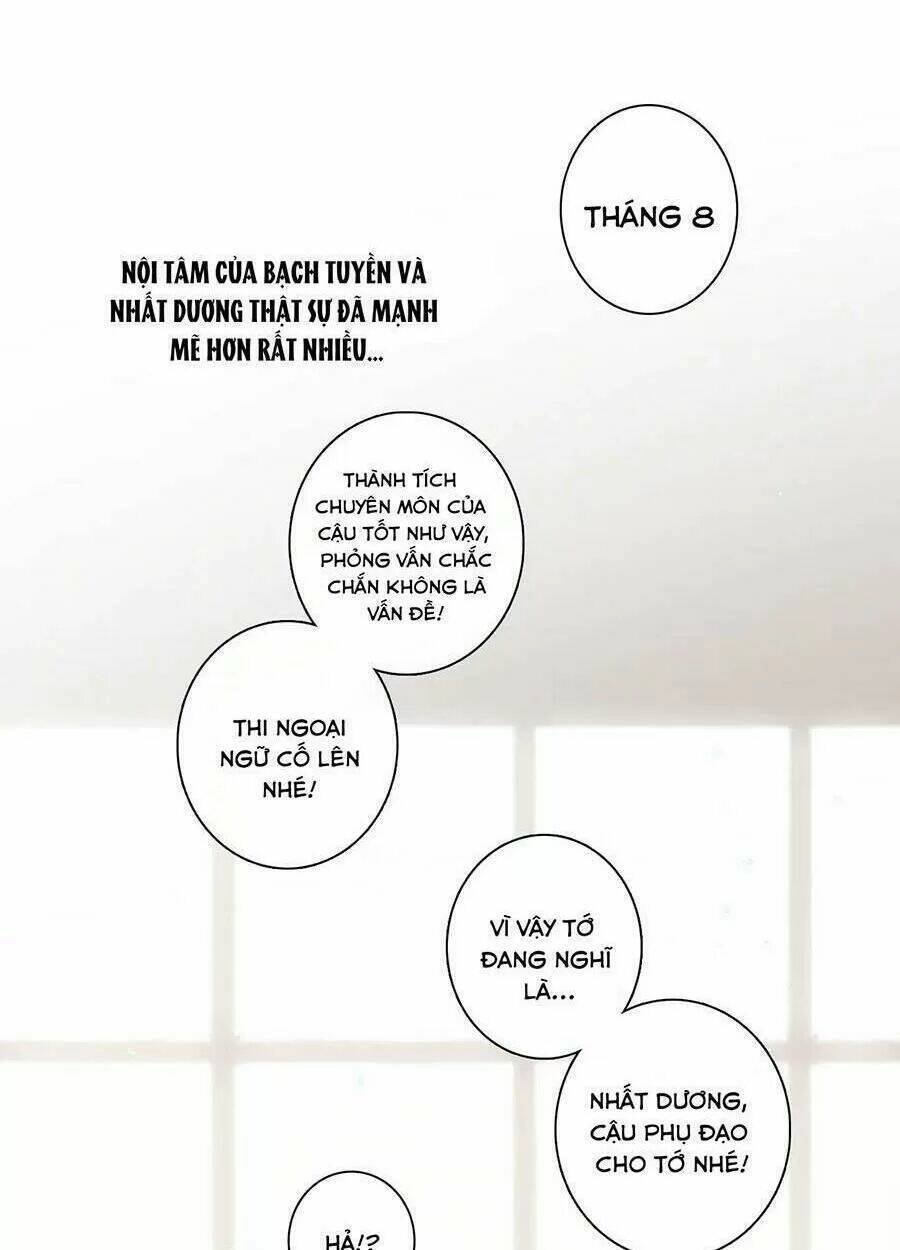 THÁNG 8
NỘI TÂM CỦA BẠCH TUYỀN VÀ
NHẤT DƯƠNG THẬT SỰ ĐÃ MẠNH
MẼ HƠN RẤT NHIỀU...
THÀNH TÍCH
CHUYÊN MÔN CỦA
CẬU TỐT NHƯ VẬY,
PHỎNG VẤN CHẮC
CHẮN KHÔNG LÀ
VẤN ĐỀ!
THI NGOẠI
NGỮ CỐ LÊN
NHÉ!
VÌ VẬY TỚ
ĐANG NGHĨ
LÀ...
NHẤT DƯƠNG,
CẬU PHỤ ĐẠO
CHO TỚ NHÉ!
HẢ!?